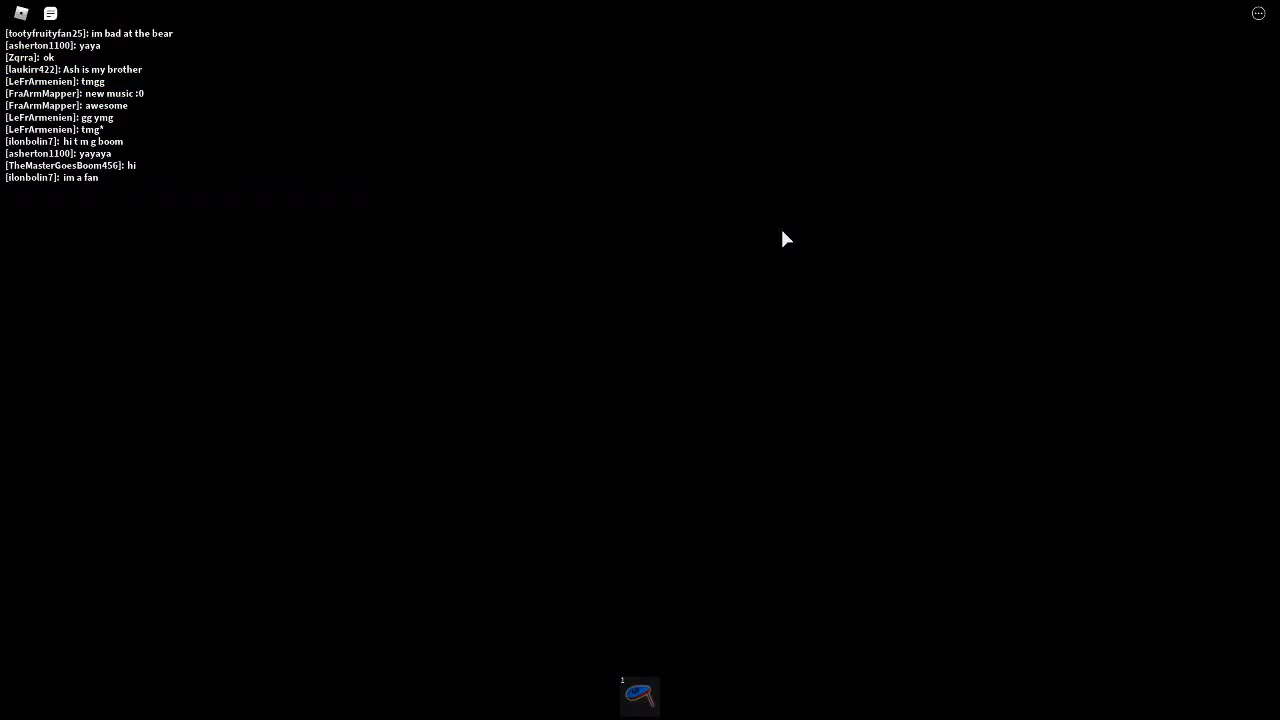 [tootyfruityfan25]: im bad at the bear
[asherton1100]: yaya
[Zqrra]: ok
[laukirr422]: Ash is my brother
[LeFrArmenien]: tmgg
[FraArmMapper]: new music :0
[FraArmMapper]: awesome
[LeFrArmenien]: gg ymg
[LeFrArmenien]: tmg*
[ilonbolin7]: hi t m g boom
[asherton1100]: yayaya
[TheMasterGoesBoom456]: hi
[ilonbolin7]: im a fan
1